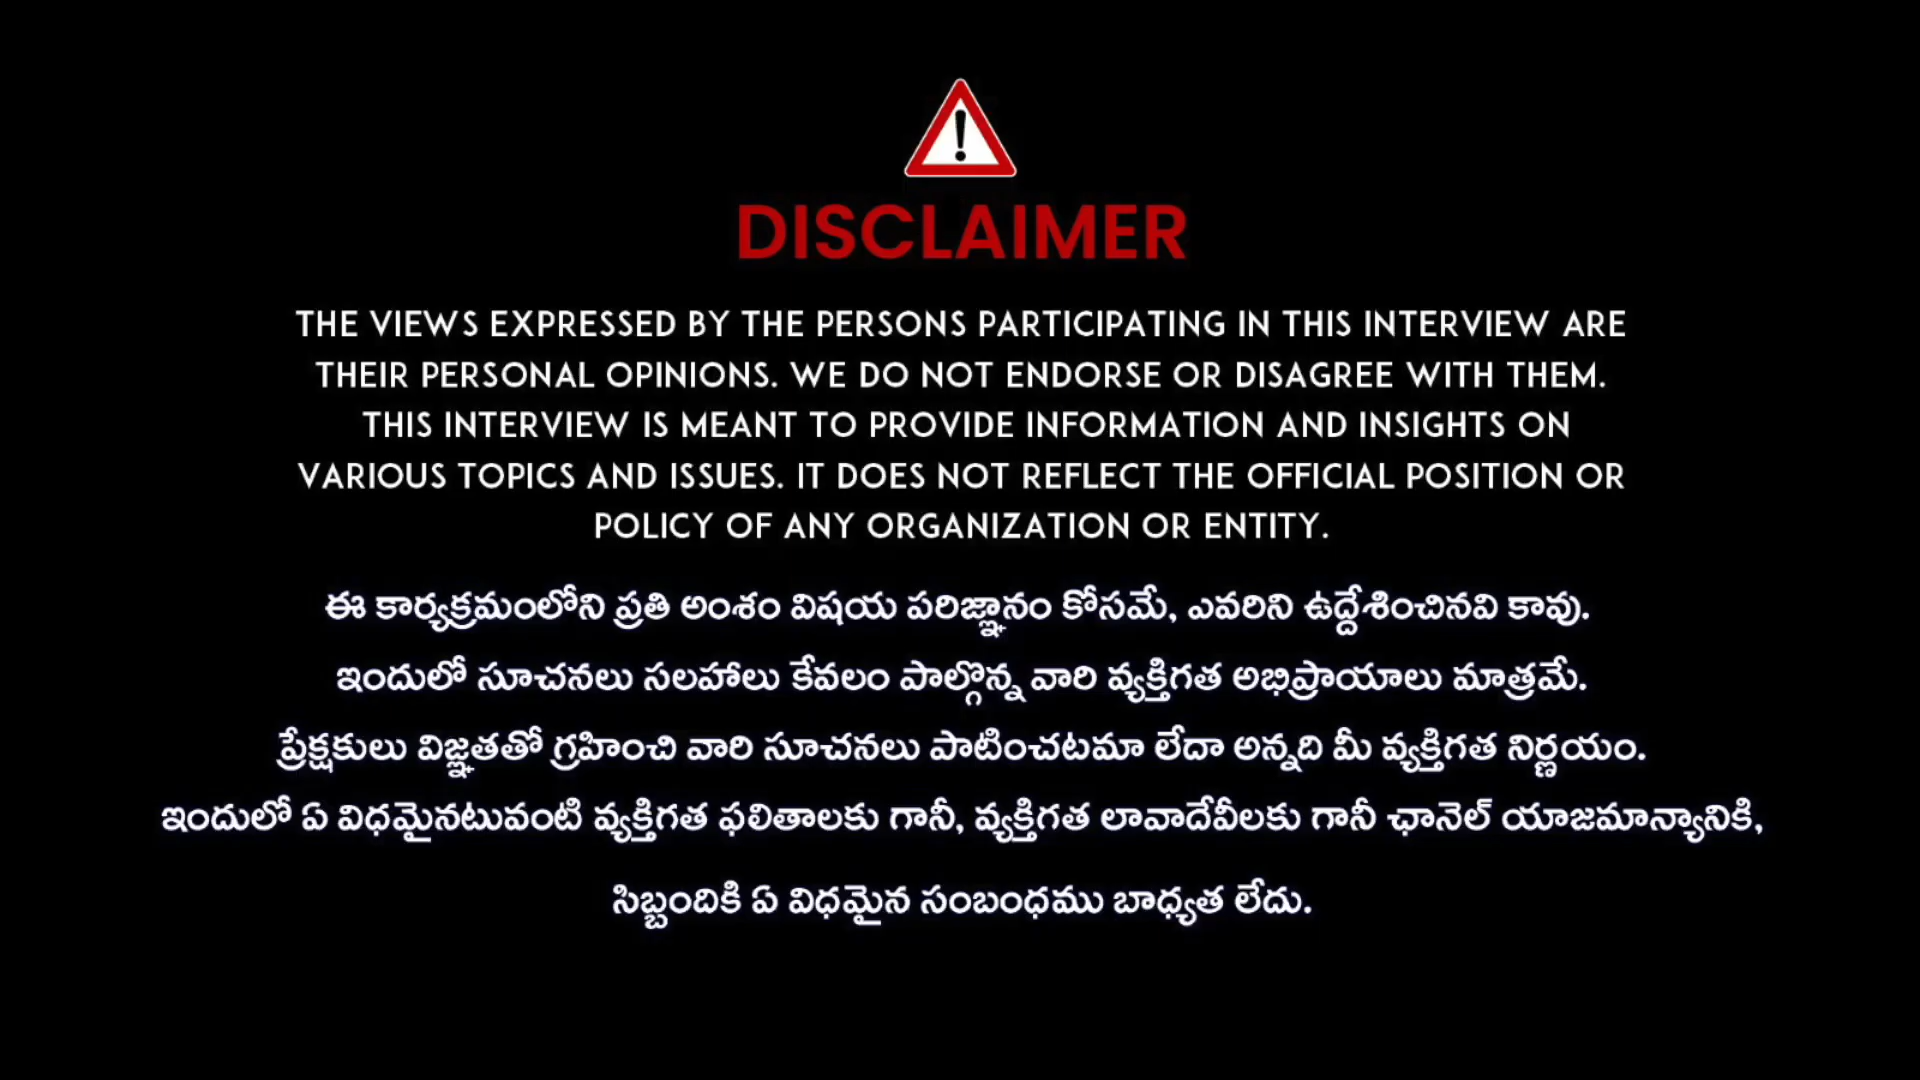 DISCLAIMER
THE VIEWS EXPRESSED BY THE PERSONS PARTICIPATING IN THIS INTERVIEW ARE
THEIR PERSONAL OPINIONS. WE DO NOT ENDORSE OR DISAGREE WITH THEM.
THIS INTERVIEW IS MEANT TO PROVIDE INFORMATION AND INSIGHTS ON
VARIOUS TOPICS AND ISSUES. IT DOES NOT REFLECT THE OFFICIAL POSITION OR
POLICY OF ANY ORGANIZATION OR ENTITY.
ఈ కార్యక్రమంలోని ప్రతి అంశం విషయ పరిజ్ఞానం కోసమే, ఎవరిని ఉద్దేశించినవి కావు.
ఇందులో సూచనలు సలహాలు కేవలం పాల్గొన్న వారి వ్యక్తిగత అభిప్రాయాలు మాత్రమే.
ప్రేక్షకులు విజ్ఞతతో గ్రహించి వారి సూచనలు పాటించటమా లేదా అన్నది మీ వ్యక్తిగత నిర్ణయం.
ఇందులో ఏ విధమైనటువంటి వ్యక్తిగత ఫలితాలకు గానీ, వ్యక్తిగత లావాదేవీలకు గానీ ఛానెల్ యాజమాన్యానికి,
సిబ్బందికి ఏ విధమైన సంబంధము బాధ్యత లేదు.